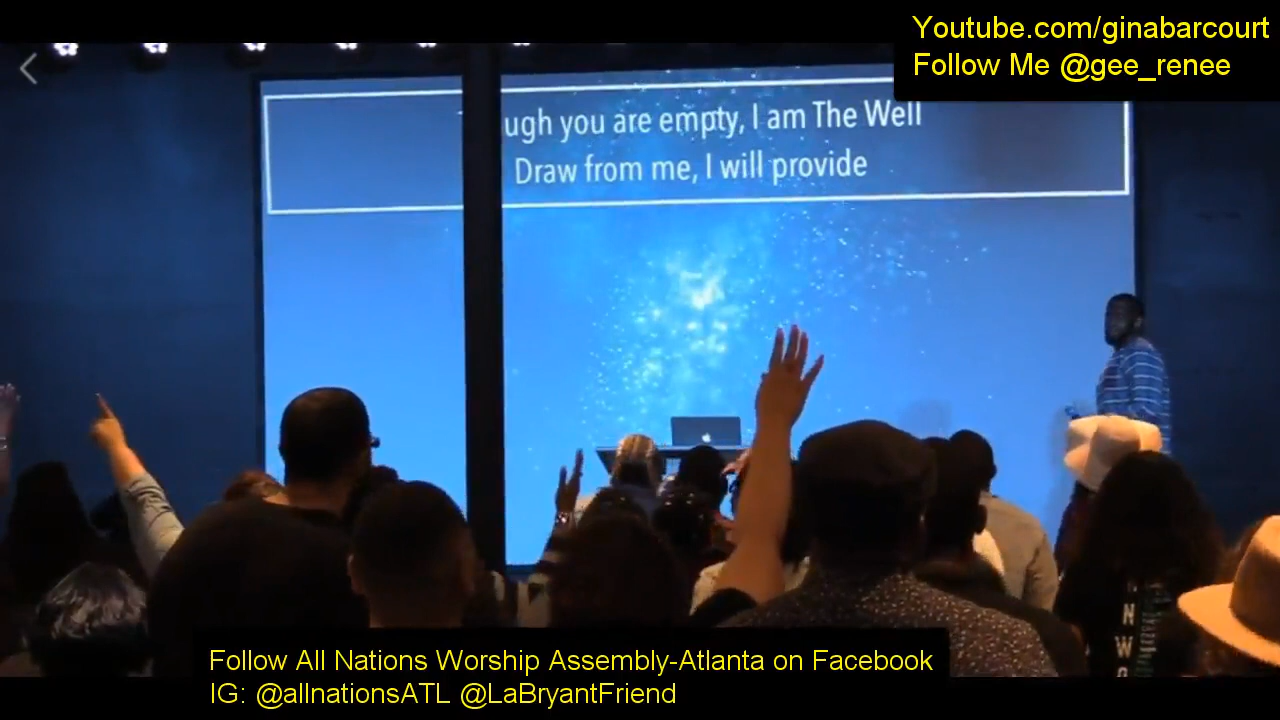 Youtube.com/ginabarcourt
Follow Me @gee_renee
ugh you are empty, I am The Well
Draw from me, I will provide
Follow All Nations Worship Assembly-Atlanta on Facebook
IG: @allnationsATL @LaBryantFriend